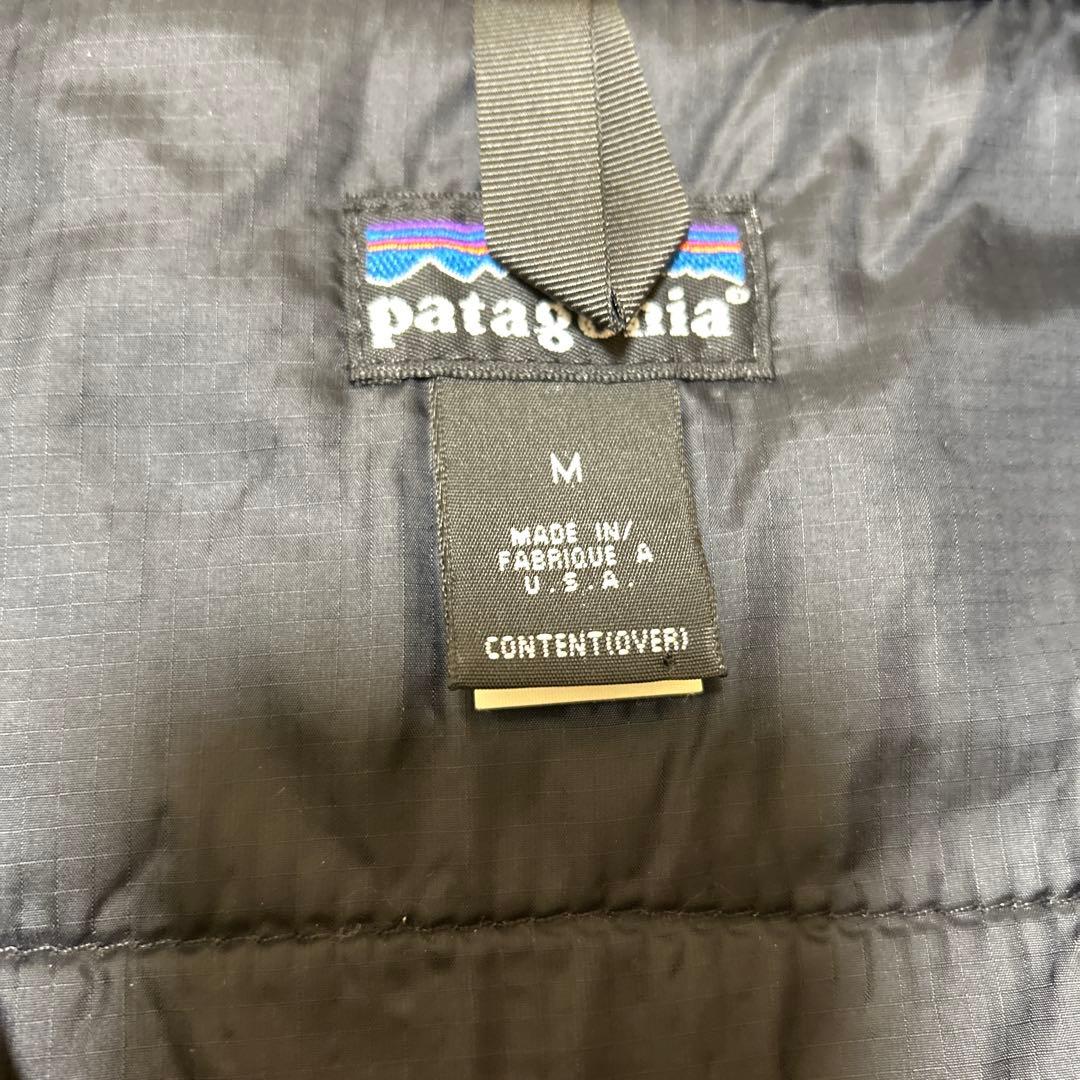 patagonia®
M
MADE IN/
FABRIQUE A
U.S.A.
CONTENT(OVER)